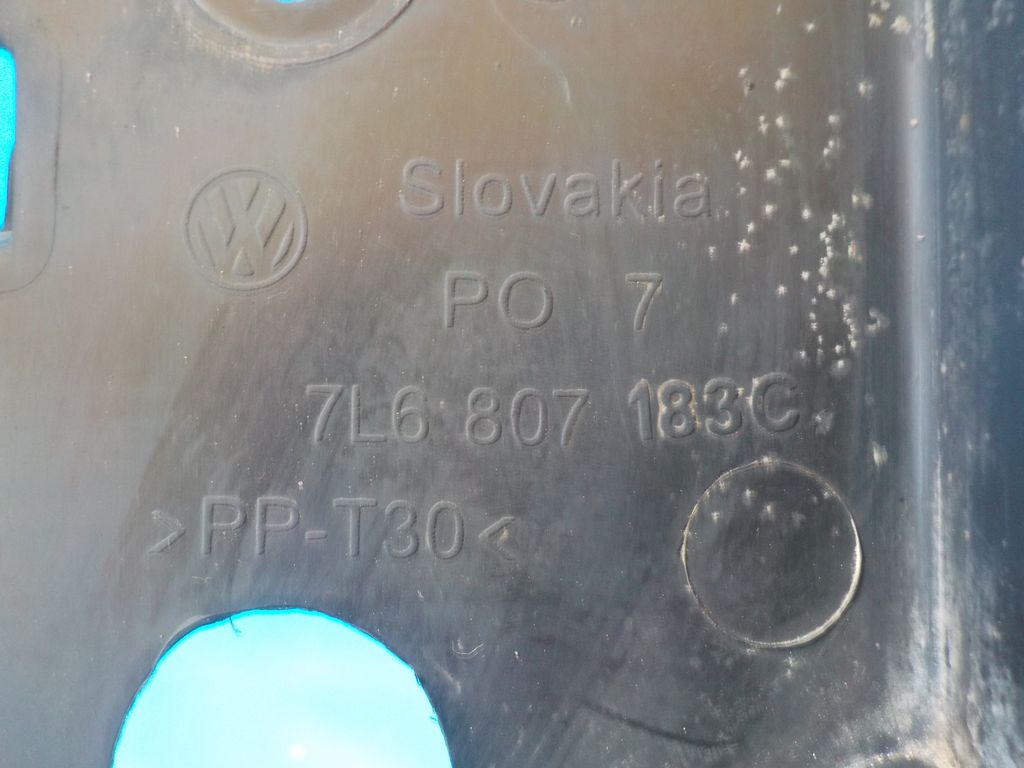 Slovakia
PO 7
7L6 807 183C
>PP-T30<